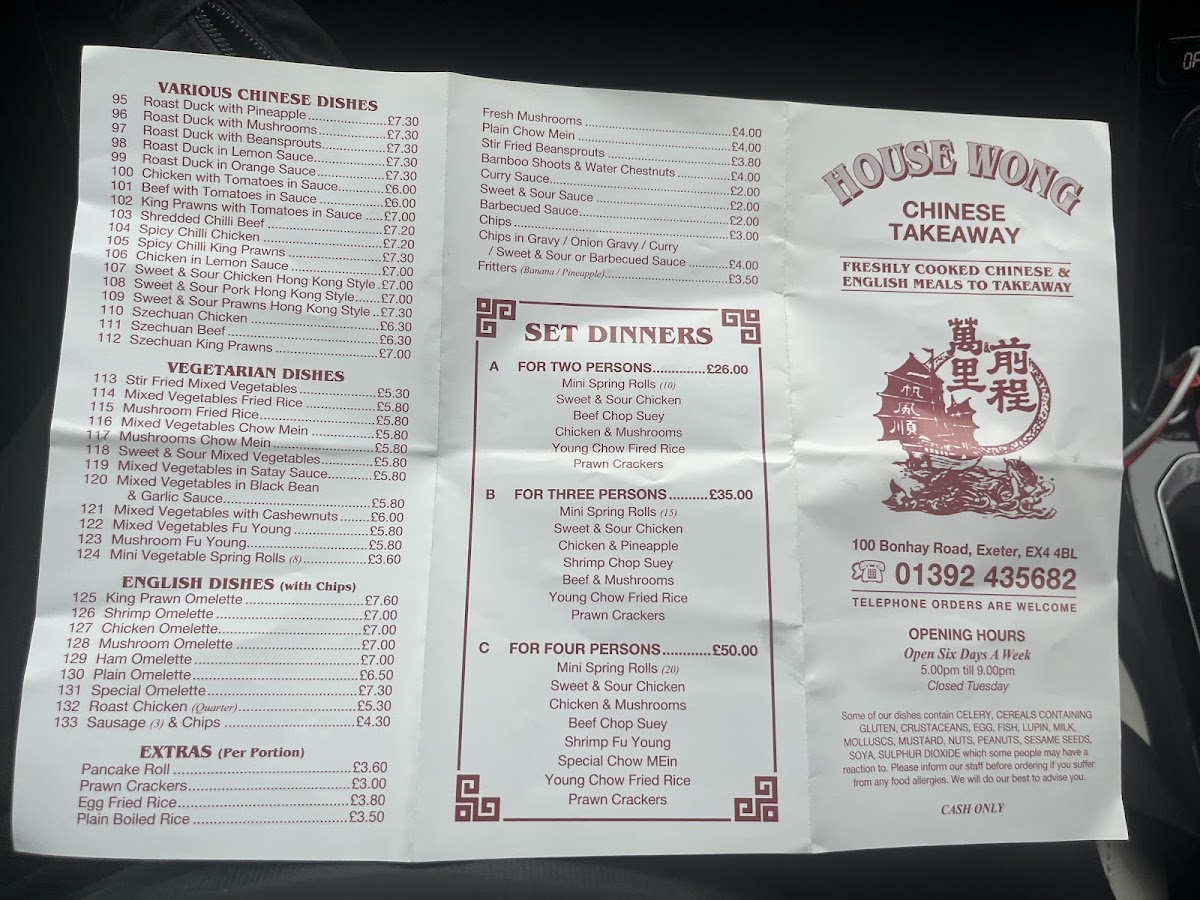 VARIOUS CHINESE DISHES
95 Roast Duck with Pineapple....................£7.30
96 Roast Duck with Mushrooms..................£7.30
97 Roast Duck with Beansprouts................£7.30
98 Roast Duck in Lemon Sauce..................£7.30
99 Roast Duck in Orange Sauce................£7.30
100 Chicken with Tomatoes in Sauce...........£6.00
101 Beef with Tomatoes in Sauce ...............£6.00
102 King Prawns with Tomatoes in Sauce .....£7.00
103 Shredded Chilli Beef ...........................£7.20
104 Spicy Chilli Chicken ............................£7.20
105 Spicy Chilli King Prawns ......................£7.30
106 Chicken in Lemon Sauce.....................£7.00
107 Sweet & Sour Chicken Hong Kong Style.£7.00
108 Sweet & Sour Pork Hong Kong Style......£7.00
109 Sweet & Sour Prawns Hong Kong Style ..£7.30
110 Szechuan Chicken .............................£6.30
111 Szechuan Beef ..................................£6.30
112 Szechuan King Prawns .......................£7.00
VEGETARIAN DISHES
113 Stir Fried Mixed Vegetables..................£5.30
114 Mixed Vegetables Fried Rice ................£5.80
115 Mushroom Fried Rice..........................£5.80
116 Mixed Vegetables Chow Mein ..............£5.80
117 Mushrooms Chow Mein......................£5.80
118 Sweet & Sour Mixed Vegetables............£5.80
119 Mixed Vegetables in Satay Sauce..........£5.80
120 Mixed Vegetables in Black Bean
& Garlic Sauce..................................£5.80
121 Mixed Vegetables with Cashewnuts .......£6.00
122 Mixed Vegetables Fu Young .................£5.80
123 Mushroom Fu Young..........................£5.80
124 Mini Vegetable Spring Rolls (8)..............£3.60
ENGLISH DISHES (with Chips)
125 King Prawn Omelette ..........................£7.60
126 Shrimp Omelette ................................£7.00
127 Chicken Omelette...............................£7.00
128 Mushroom Omelette ...........................£7.00
129 Ham Omelette ...................................£7.00
130 Plain Omelette ...................................£6.50
131 Special Omelette................................£7.30
132 Roast Chicken (Quarter)......................£5.30
133 Sausage (3) & Chips ...........................£4.30
EXTRAS (Per Portion)
Pancake Roll .........................................£3.60
Prawn Crackers......................................£3.00
Egg Fried Rice........................................£3.80
Plain Boiled Rice ....................................£3.50
Fresh Mushrooms ..................................£4.00
Plain Chow Mein ....................................£4.00
Stir Fried Beansprouts .............................£3.80
Bamboo Shoots & Water Chestnuts ..........£4.00
Curry Sauce...........................................£2.00
Sweet & Sour Sauce ...............................£2.00
Barbecued Sauce....................................£2.00
Chips....................................................£3.00
Chips in Gravy / Onion Gravy / Curry
/ Sweet & Sour or Barbecued Sauce ..........£4.00
Fritters (Banana / Pineapple).....................£3.50
SET DINNERS
A FOR TWO PERSONS.............£26.00
Mini Spring Rolls (10)
Sweet & Sour Chicken
Beef Chop Suey
Chicken & Mushrooms
Young Chow Fired Rice
Prawn Crackers
B FOR THREE PERSONS..........£35.00
Mini Spring Rolls (15)
Sweet & Sour Chicken
Chicken & Pineapple
Shrimp Chop Suey
Beef & Mushrooms
Young Chow Fried Rice
Prawn Crackers
C FOR FOUR PERSONS............£50.00
Mini Spring Rolls (20)
Sweet & Sour Chicken
Chicken & Mushrooms
Beef Chop Suey
Shrimp Fu Young
Special Chow MEin
Young Chow Fried Rice
Prawn Crackers
HOUSE WONG
CHINESE
TAKEAWAY
FRESHLY COOKED CHINESE &
ENGLISH MEALS TO TAKEAWAY
前程
萬里
一帆風順
100 Bonhay Road, Exeter, EX4 4BL
01392 435682
TELEPHONE ORDERS ARE WELCOME
OPENING HOURS
Open Six Days A Week
5.00pm till 9.00pm
Closed Tuesday
Some of our dishes contain CELERY, CEREALS CONTAINING
GLUTEN, CRUSTACEANS, EGG, FISH, LUPIN, MILK,
MOLLUSCS, MUSTARD, NUTS, PEANUTS, SESAME SEEDS,
SOYA, SULPHUR DIOXIDE which some people may have a
reaction to. Please inform our staff before ordering if you suffer
from any food allergies. We will do our best to advise you.
CASH ONLY